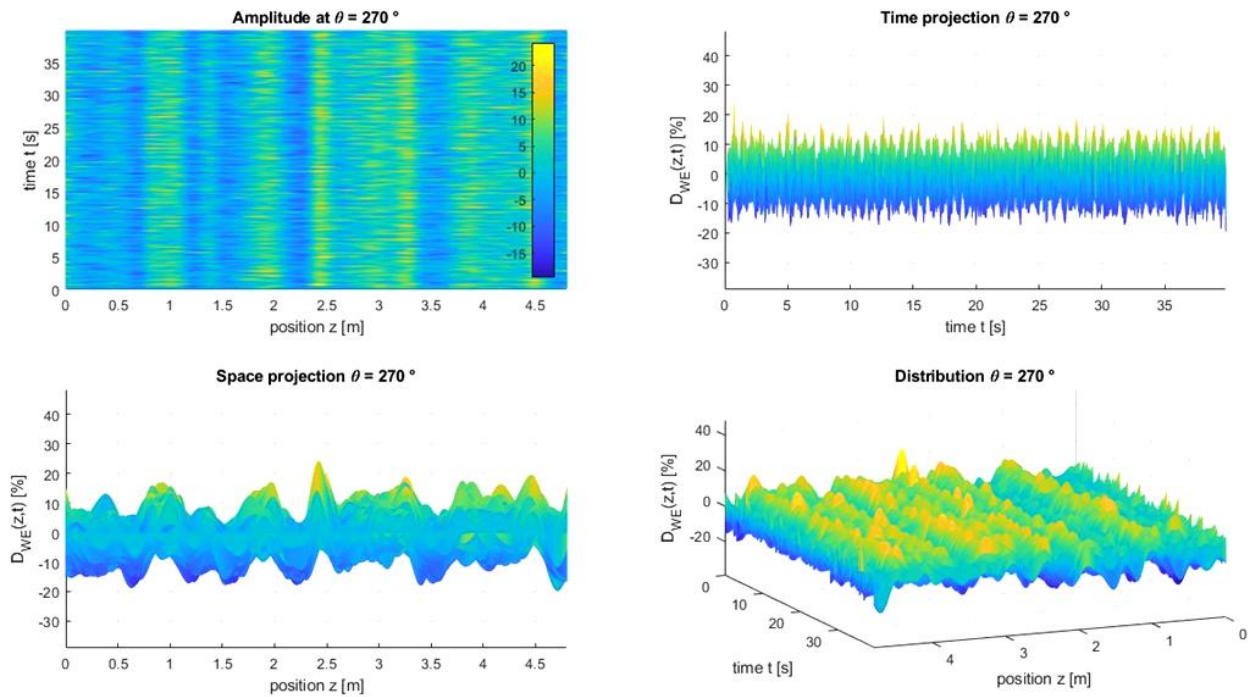 Amplitude at θ = 270 °
time t [s]
40
35
30
25
20
15
10
5
0
0 0.5 1 1.5 2 2.5 3 3.5 4 4.5
position z [m]
20
15
10
5
0
-5
-10
-15
Time projection θ = 270 °
D_WE(z,t) [%]
40
30
20
10
0
-10
-20
-30
0 5 10 15 20 25 30 35
time t [s]
Space projection θ = 270 °
D_WE(z,t) [%]
40
30
20
10
0
-10
-20
-30
0 0.5 1 1.5 2 2.5 3 3.5 4 4.5
position z [m]
Distribution θ = 270 °
D_WE(z,t) [%]
40
20
0
-20
0
10
20
30
time t [s]
4 3 2 1 0
position z [m]